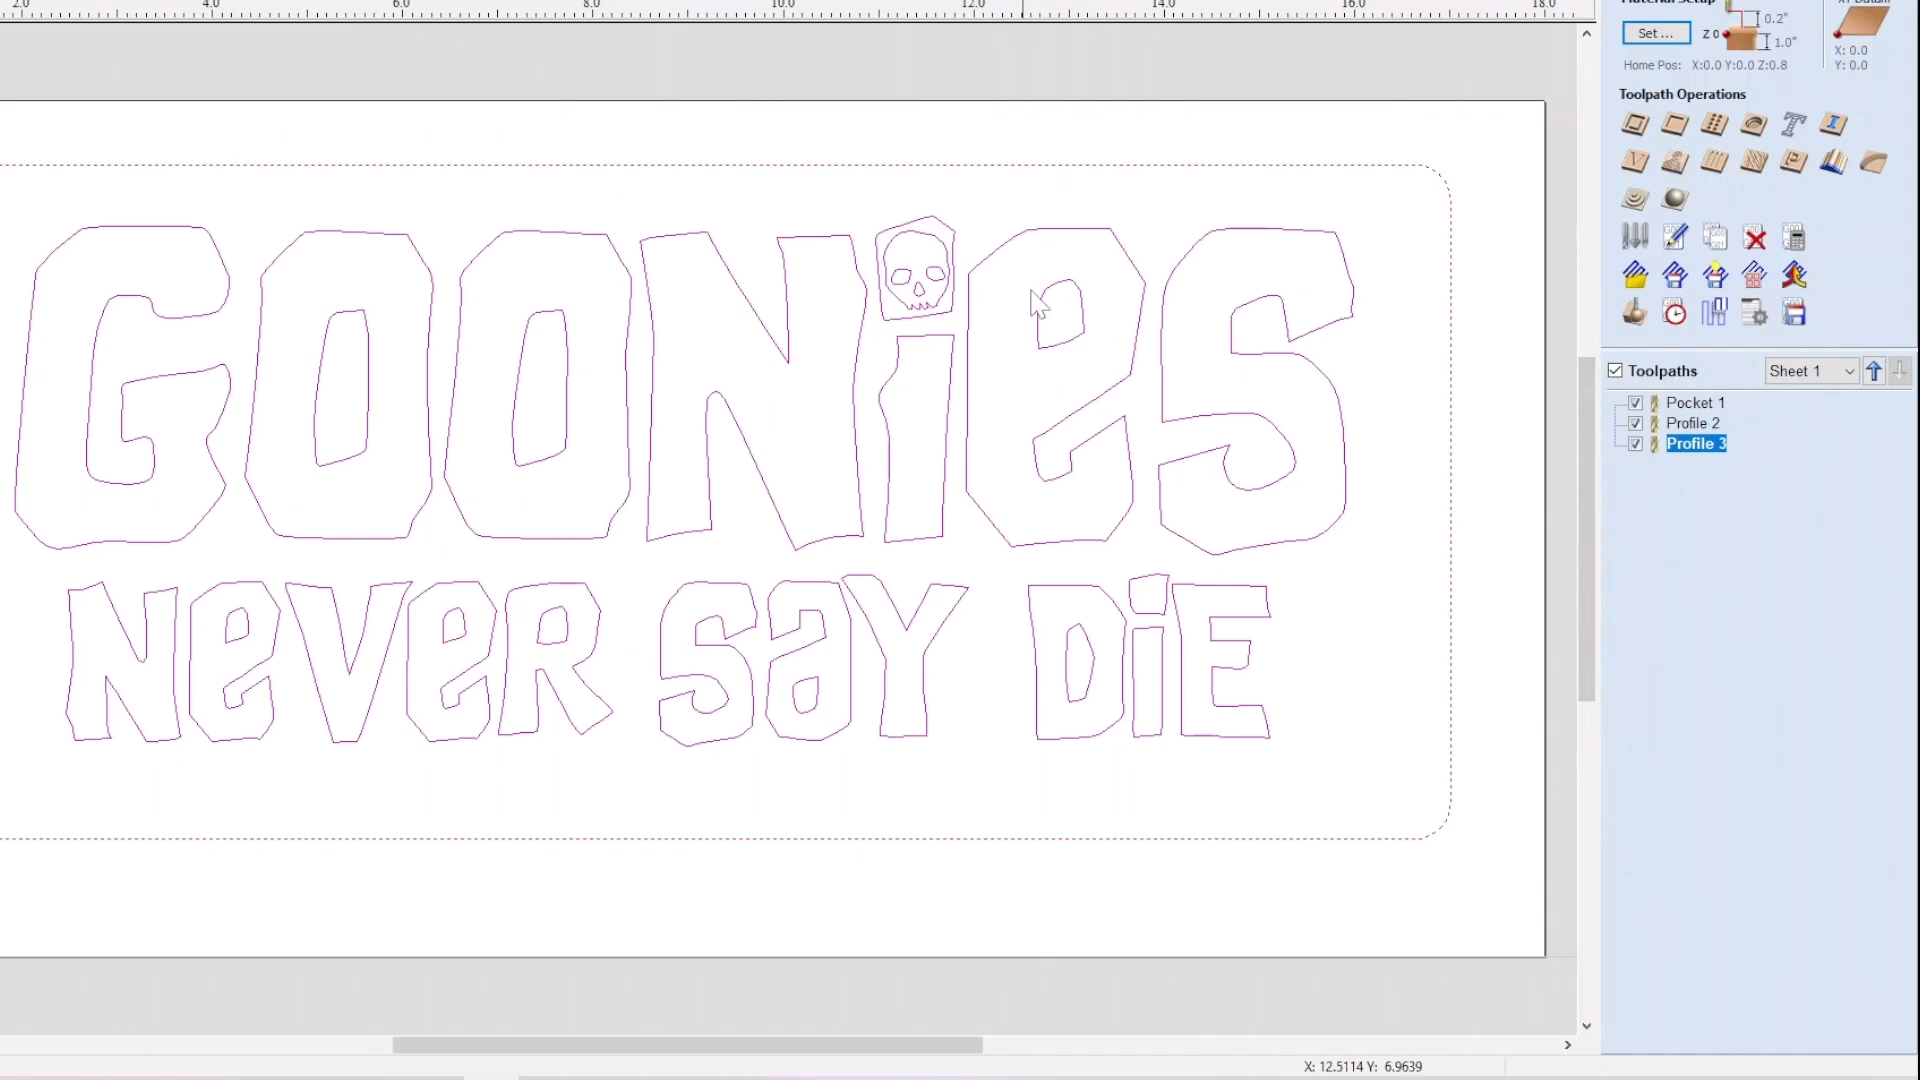 2.0 4.0 6.0 8.0 10.0 12.0 14.0 16.0 18.0
Material Setup
Set ...
Z 0
0.2"
1.0"
X: 0.0
Y: 0.0
Home Pos: X:0.0 Y:0.0 Z:0.8
Toolpath Operations
Toolpaths
Sheet 1
Pocket 1
Profile 2
Profile 3
GOONiES
NeVeR SaY DiE
X: 12.5114 Y: 6.9639